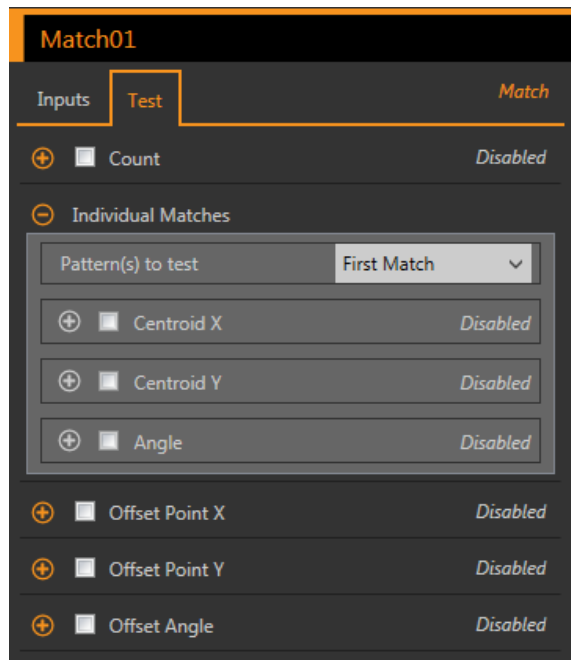 Match01
Inputs Test Match
Count Disabled
Individual Matches
Pattern(s) to test First Match
Centroid X Disabled
Centroid Y Disabled
Angle Disabled
Offset Point X Disabled
Offset Point Y Disabled
Offset Angle Disabled